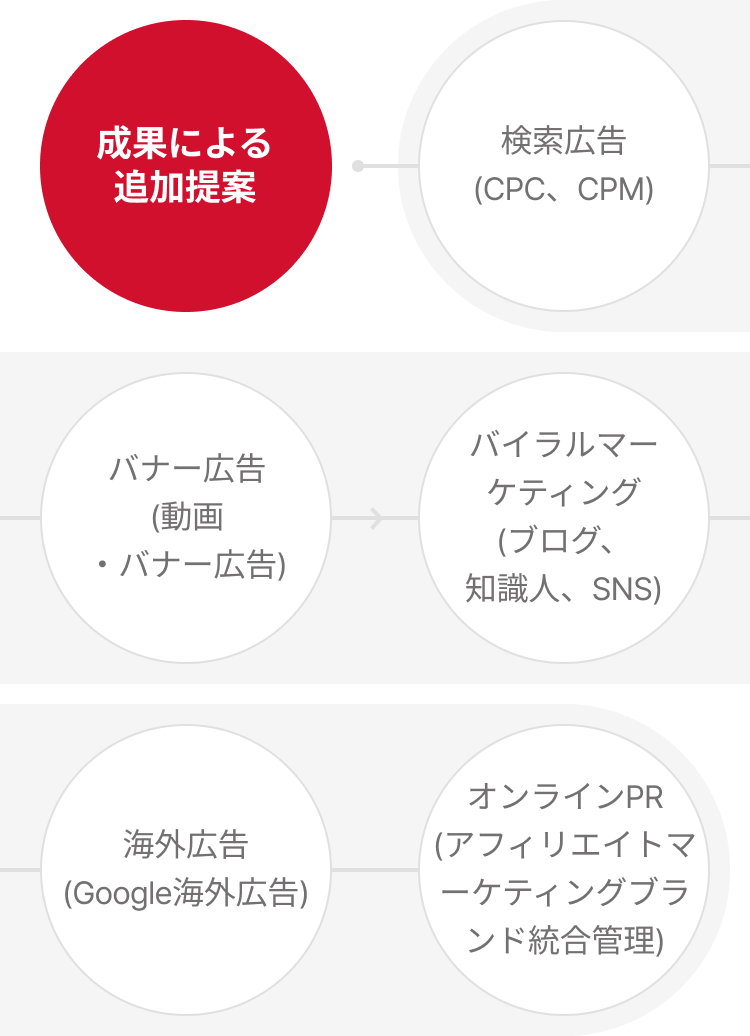 成果による
追加提案
検索広告
(CPC、CPM)
バナー広告
(動画
・バナー広告)
バイラルマー
ケティング
(ブログ、
知識人、SNS)
海外広告
(Google海外広告)
オンラインPR
(アフィリエイトマ
ーケティングブラ
ンド統合管理)